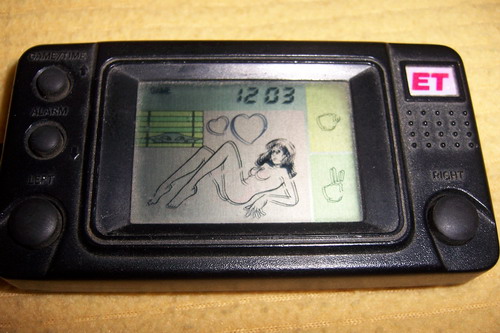 GAME/TIME
ET
12 03
ALARM
LEFT
RIGHT